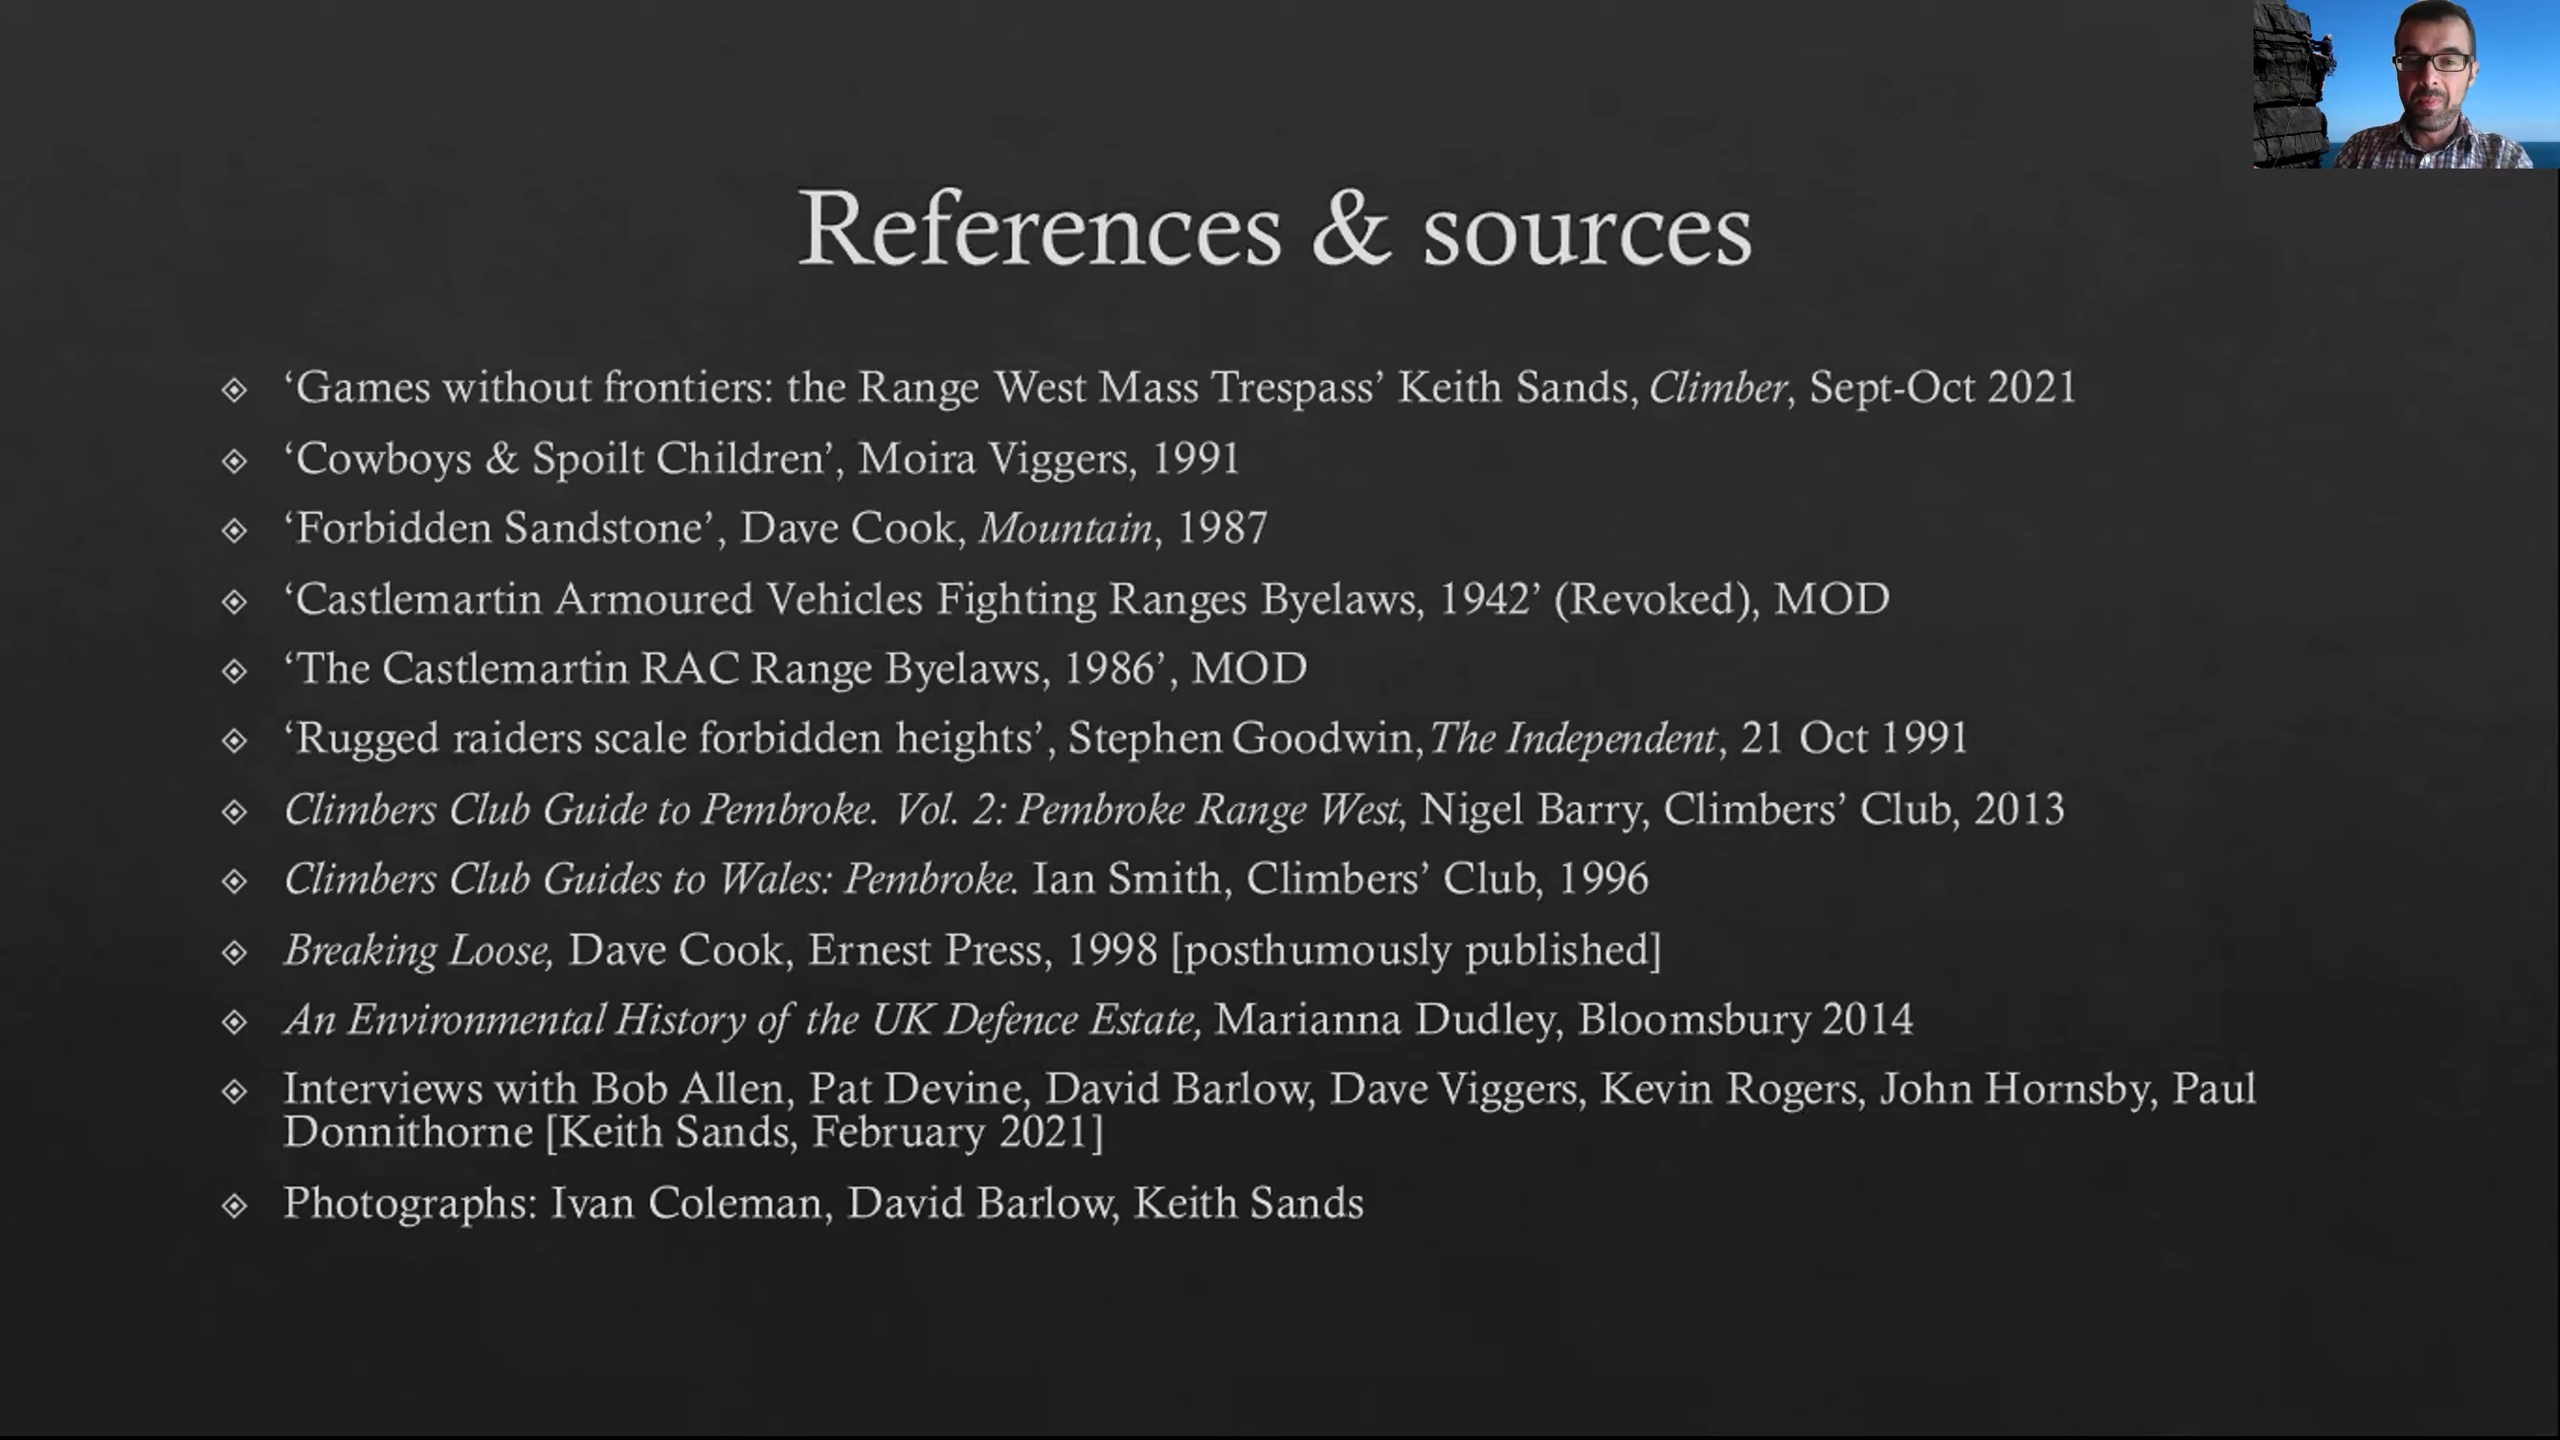 References & sources
‘Games without frontiers: the Range West Mass Trespass’ Keith Sands, Climber, Sept-Oct 2021
‘Cowboys & Spoilt Children’, Moira Viggers, 1991
‘Forbidden Sandstone’, Dave Cook, Mountain, 1987
‘Castlemartin Armoured Vehicles Fighting Ranges Byelaws, 1942’ (Revoked), MOD
‘The Castlemartin RAC Range Byelaws, 1986’, MOD
‘Rugged raiders scale forbidden heights’, Stephen Goodwin, The Independent, 21 Oct 1991
Climbers Club Guide to Pembroke. Vol. 2: Pembroke Range West, Nigel Barry, Climbers’ Club, 2013
Climbers Club Guides to Wales: Pembroke. Ian Smith, Climbers’ Club, 1996
Breaking Loose, Dave Cook, Ernest Press, 1998 [posthumously published]
An Environmental History of the UK Defence Estate, Marianna Dudley, Bloomsbury 2014
Interviews with Bob Allen, Pat Devine, David Barlow, Dave Viggers, Kevin Rogers, John Hornsby, Paul
Donnithorne [Keith Sands, February 2021]
Photographs: Ivan Coleman, David Barlow, Keith Sands